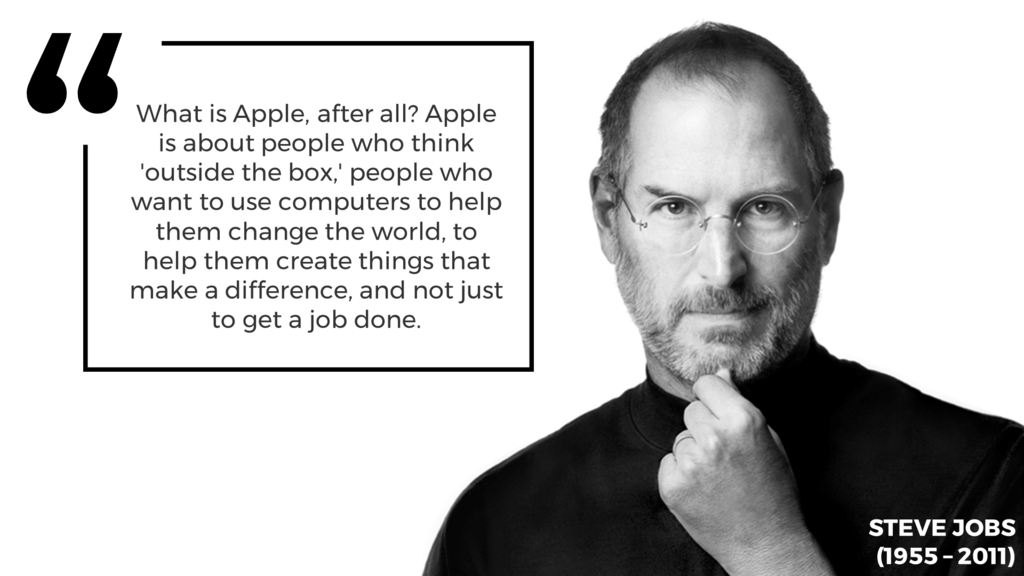 “
What is Apple, after all? Apple
is about people who think
'outside the box,' people who
want to use computers to help
them change the world, to
help them create things that
make a difference, and not just
to get a job done.
STEVE JOBS
(1955 – 2011)